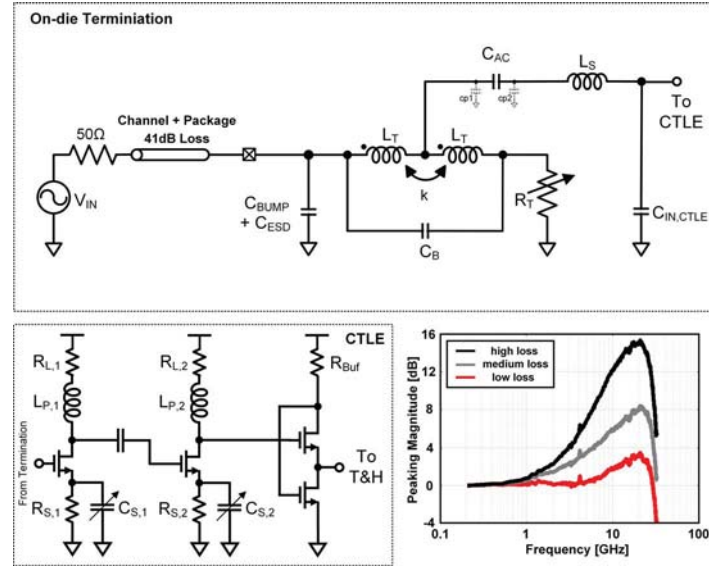 On-die Terminiation
C_AC
L_S
cp1
cp2
To
CTLE
Channel + Package
41dB Loss
50Ω
L_T
L_T
V_IN
k
R_T
C_BUMP
+ C_ESD
C_B
C_IN,CTLE
CTLE
R_L,1
R_L,2
R_Buf
L_P,1
L_P,2
From Termination
To
T&H
R_S,1
C_S,1
R_S,2
C_S,2
Peaking Magnitude [dB]
16
12
8
4
0
-4
high loss
medium loss
low loss
0.1
1
10
100
Frequency [GHz]